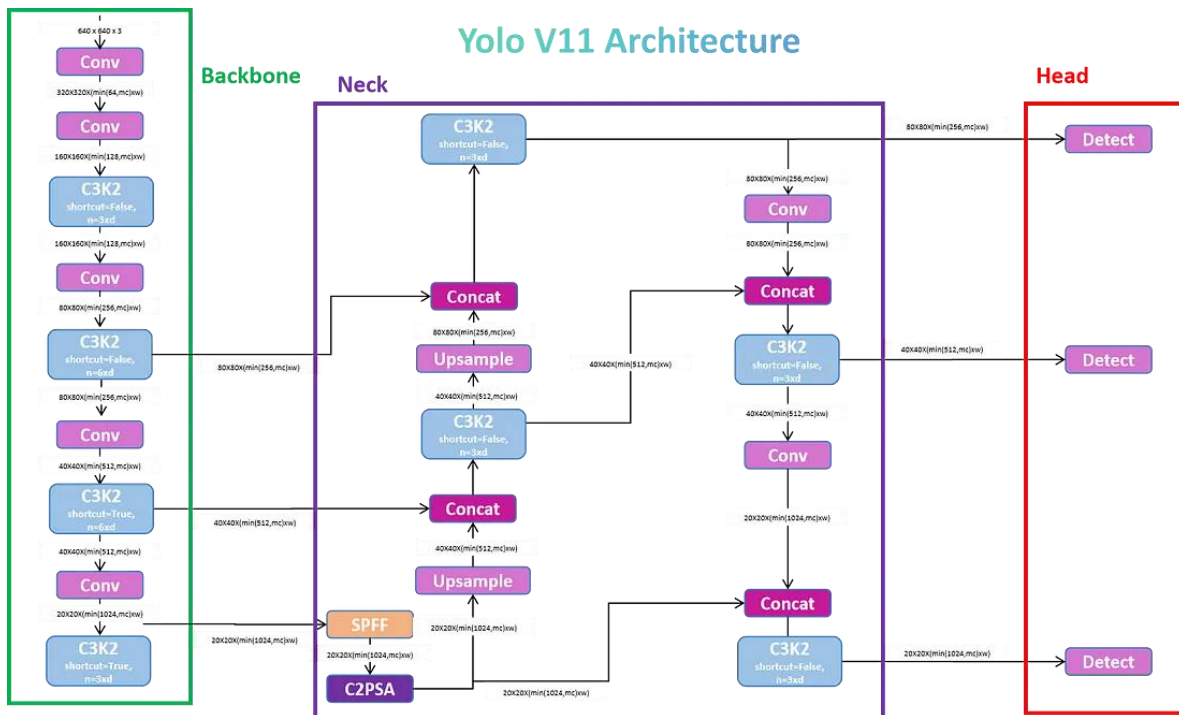 Yolo V11 Architecture
Backbone
640 x 640 x 3
Conv
320X320X(min(64,mc)xw)
Conv
160X160X(min(128,mc)xw)
C3K2
shortcut=False,
n=3xd
160X160X(min(128,mc)xw)
Conv
80X80X(min(256,mc)xw)
C3K2
shortcut=False,
n=6xd
80X80X(min(256,mc)xw)
80X80X(min(256,mc)xw)
Conv
40X40X(min(512,mc)xw)
C3K2
shortcut=True,
n=6xd
40X40X(min(512,mc)xw)
40X40X(min(512,mc)xw)
Conv
20X20X(min(1024,mc)xw)
20X20X(min(1024,mc)xw)
C3K2
shortcut=True,
n=3xd
Neck
C3K2
shortcut=False,
n=3xd
Concat
80X80X(min(256,mc)xw)
Upsample
40X40X(min(512,mc)xw)
C3K2
shortcut=False,
n=3xd
Concat
40X40X(min(512,mc)xw)
Upsample
20X20X(min(1024,mc)xw)
SPFF
20X20X(min(1024,mc)xw)
C2PSA
20X20X(min(1024,mc)xw)
80X80X(min(256,mc)xw)
80X80X(min(256,mc)xw)
Conv
80X80X(min(256,mc)xw)
Concat
40X40X(min(512,mc)xw)
C3K2
shortcut=False,
n=3xd
40X40X(min(512,mc)xw)
40X40X(min(512,mc)xw)
Conv
20X20X(min(1024,mc)xw)
Concat
C3K2
shortcut=False,
n=3xd
20X20X(min(1024,mc)xw)
Head
Detect
Detect
Detect